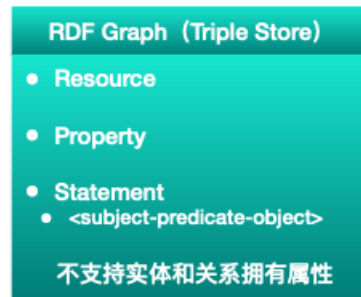 RDF Graph（Triple Store）
Resource
Property
Statement
<subject-predicate-object>
不支持实体和关系拥有属性